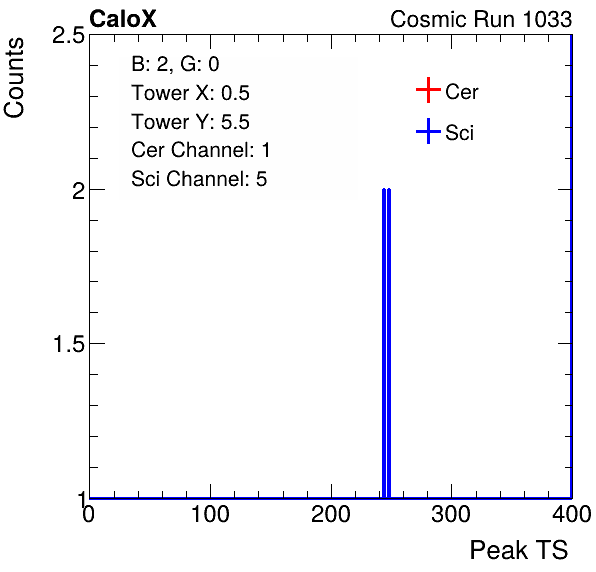 CaloX Cosmic Run 1033
Counts
2.5
B: 2, G: 0
Tower X: 0.5
Tower Y: 5.5
Cer Channel: 1
Sci Channel: 5
Cer
Sci
2
1.5
1
0 100 200 300 400
Peak TS